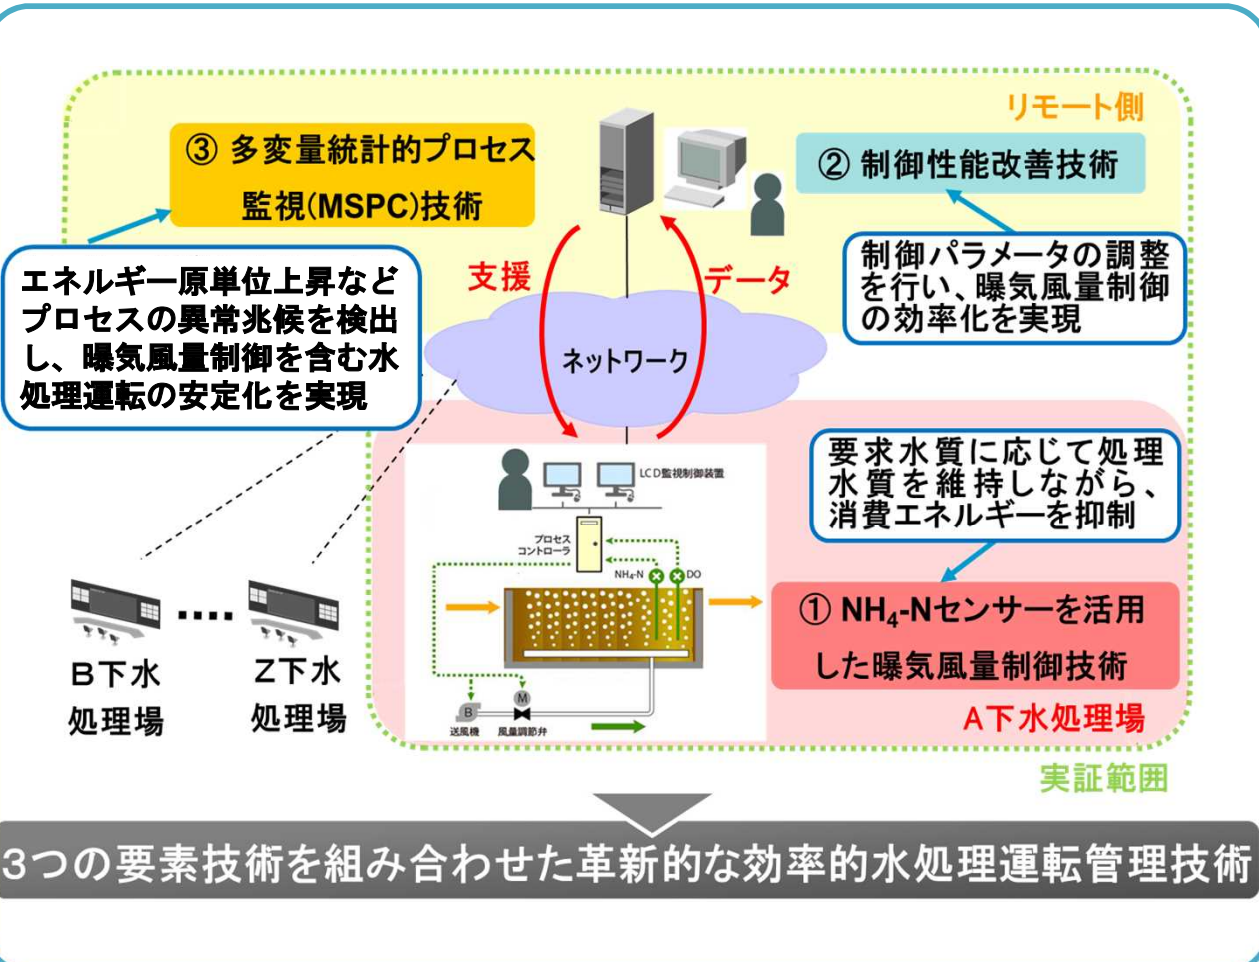 リモート側
③ 多変量統計的プロセス
監視(MSPC)技術
② 制御性能改善技術
エネルギー原単位上昇など
プロセスの異常兆候を検出
し、曝気風量制御を含む水
処理運転の安定化を実現
制御パラメータの調整
を行い、曝気風量制御
の効率化を実現
支援
データ
ネットワーク
要求水質に応じて処理
水質を維持しながら、
消費エネルギーを抑制
LCD監視制御装置
プロセス
コントローラ
NH₄-N
DO
① NH₄-Nセンサーを活用
した曝気風量制御技術
B
M
送風機
風量調節弁
A下水処理場
B下水
処理場
Z下水
処理場
実証範囲
3つの要素技術を組み合わせた革新的な効率的水処理運転管理技術